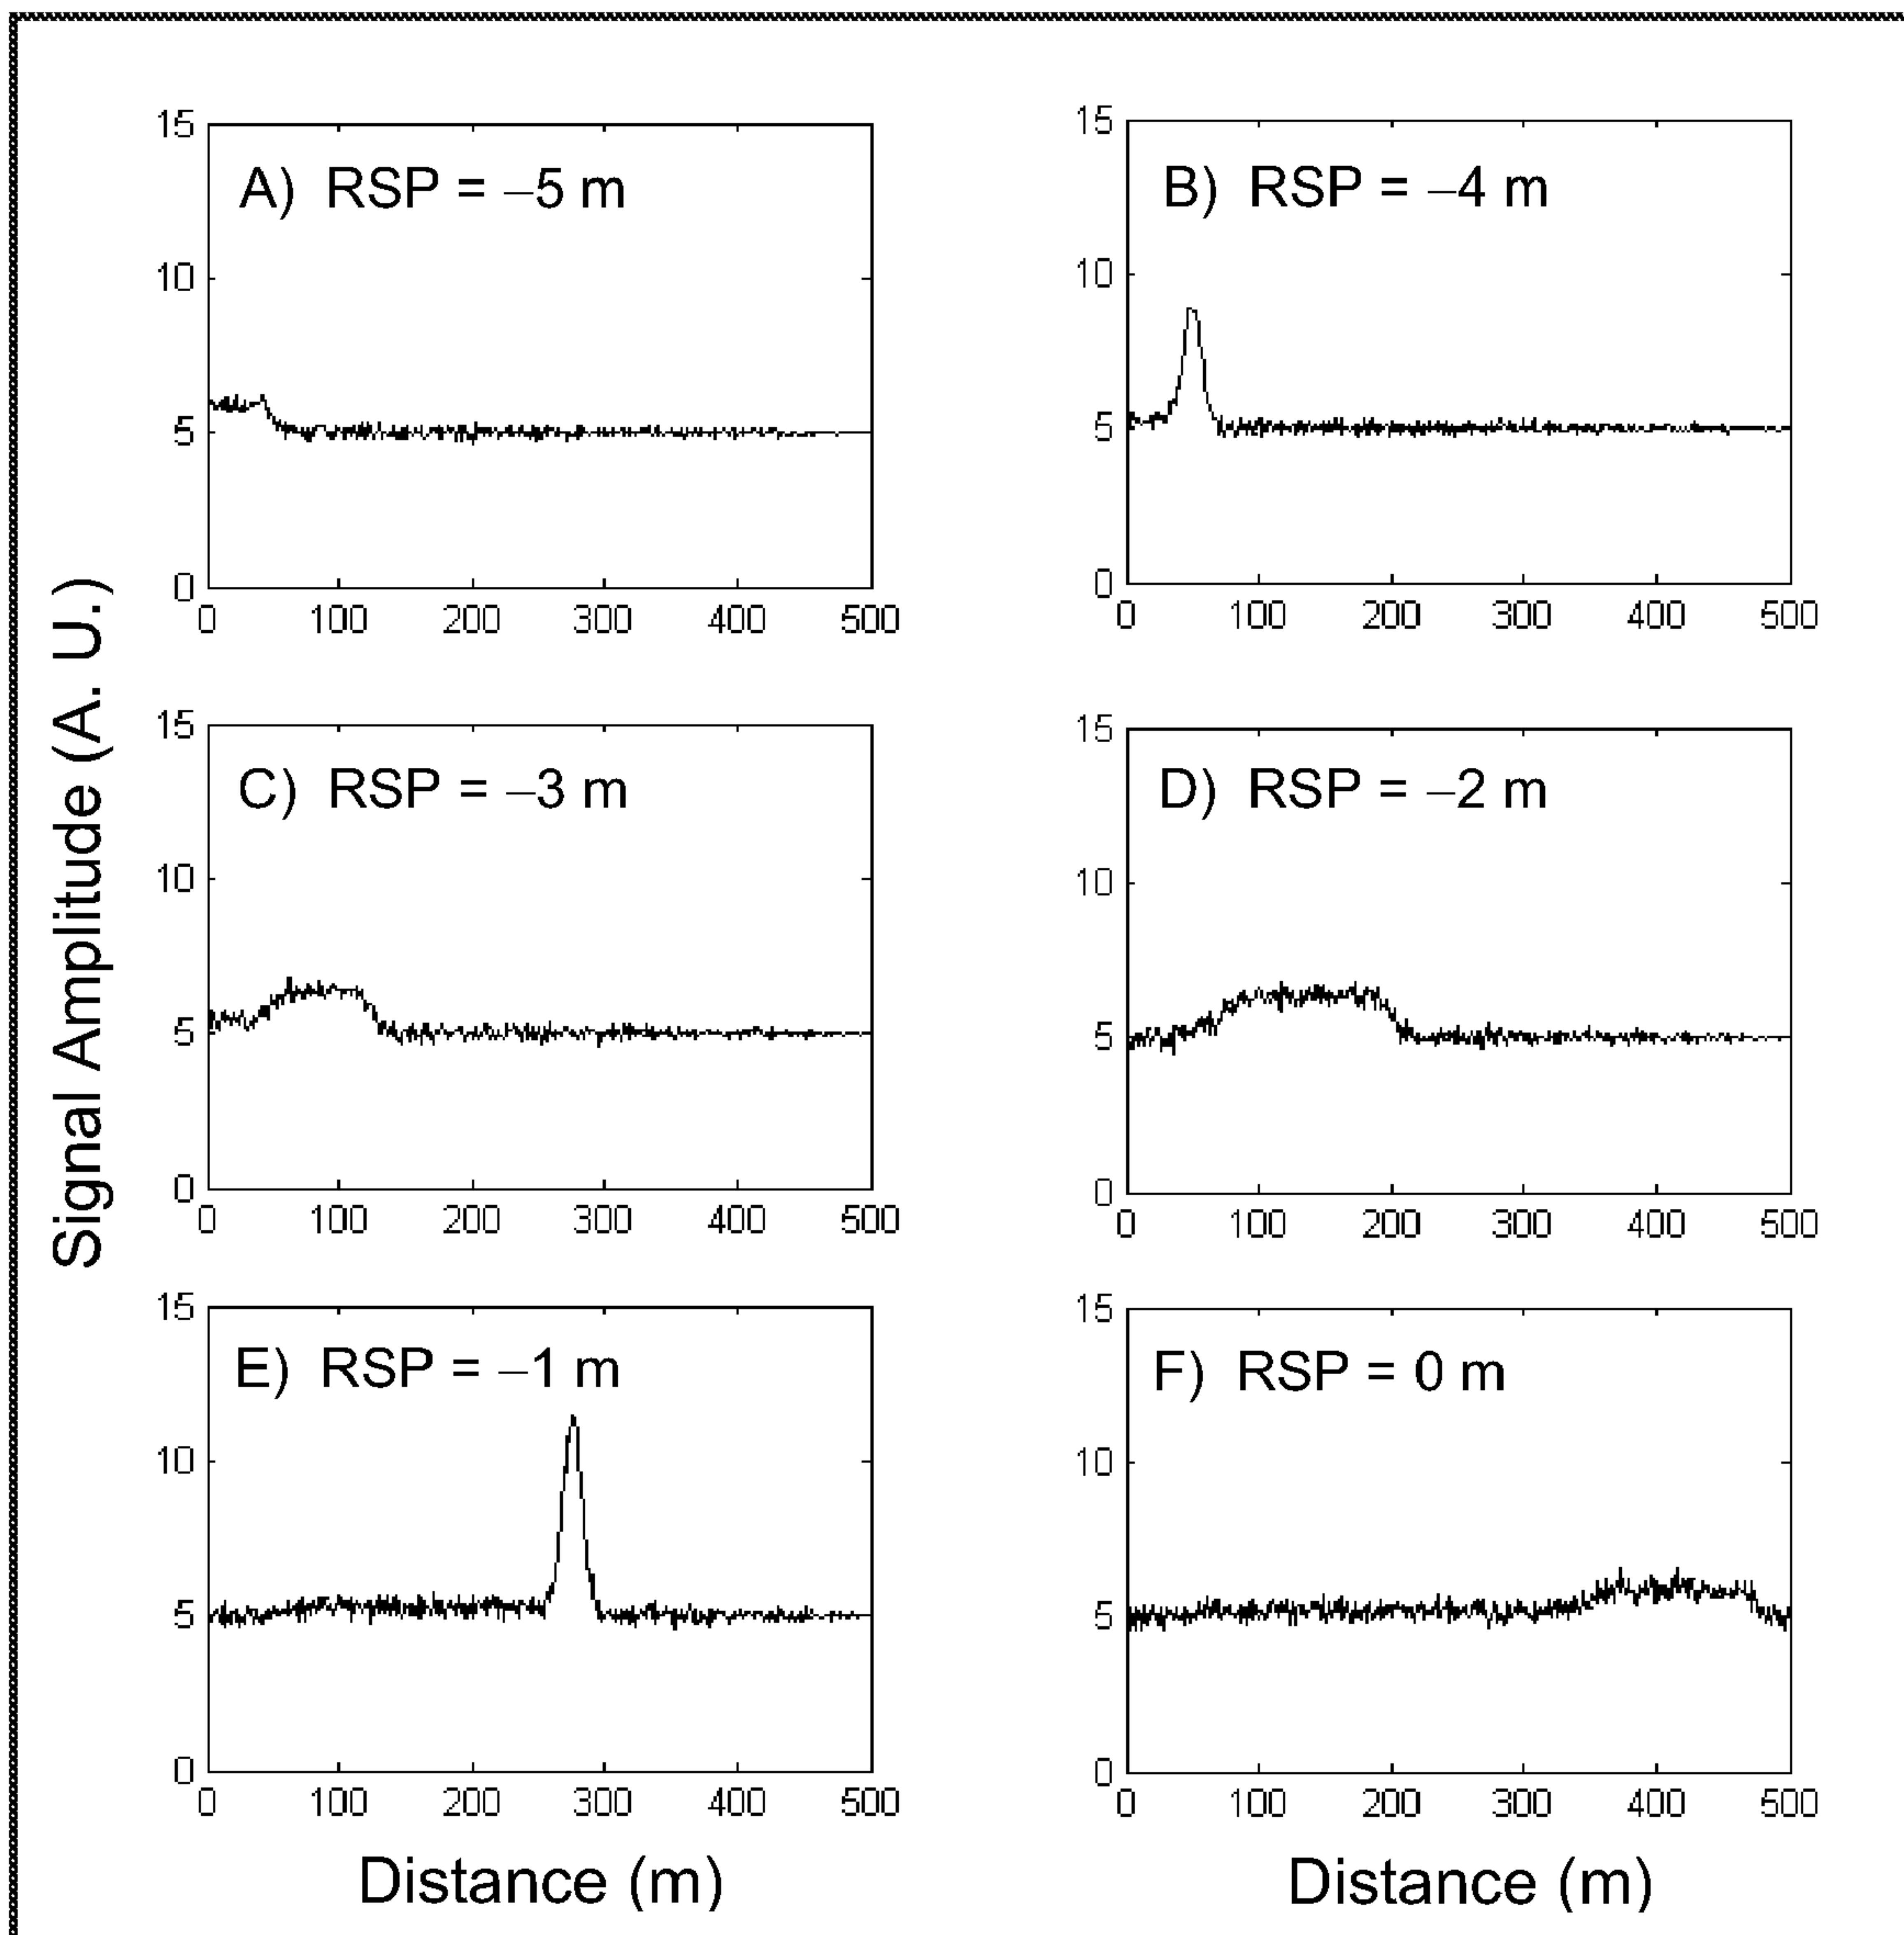 Signal Amplitude (A. U.)
A) RSP = –5 m
15
10
5
0
0 100 200 300 400 500
B) RSP = –4 m
15
10
5
0
0 100 200 300 400 500
C) RSP = –3 m
15
10
5
0
0 100 200 300 400 500
D) RSP = –2 m
15
10
5
0
0 100 200 300 400 500
E) RSP = –1 m
15
10
5
0
0 100 200 300 400 500
F) RSP = 0 m
15
10
5
0
0 100 200 300 400 500
Distance (m)
Distance (m)